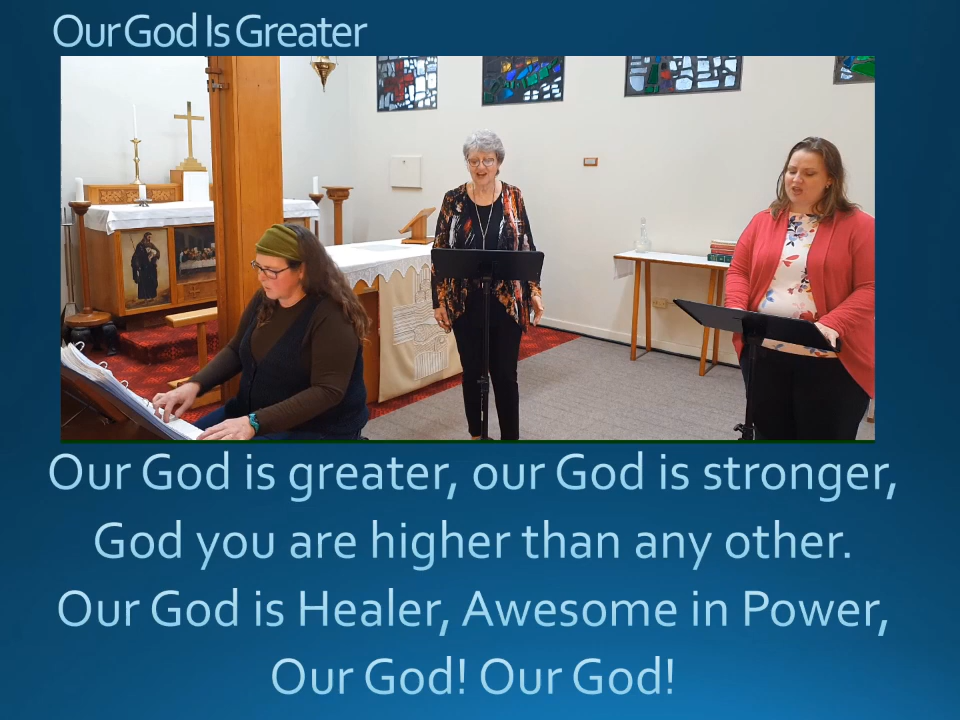 Our God Is Greater
Our God is greater, our God is stronger,
God you are higher than any other.
Our God is Healer, Awesome in Power,
Our God! Our God!